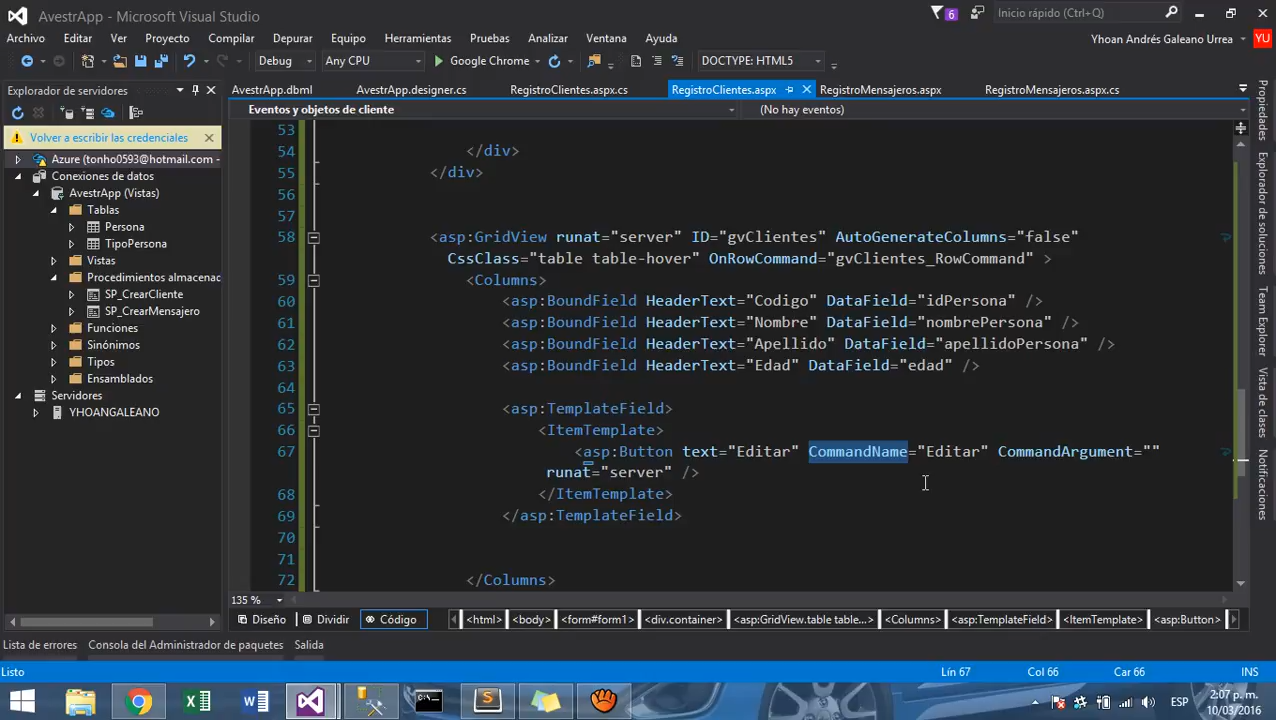 AvestrApp - Microsoft Visual Studio
6
Inicio rápido (Ctrl+Q)
Archivo Editar Ver Proyecto Compilar Depurar Equipo Herramientas Pruebas Analizar Ventana Ayuda
Yhoan Andrés Galeano Urrea YU
Debug Any CPU Google Chrome DOCTYPE: HTML5
Explorador de servidores
AvestrApp.dbml AvestrApp.designer.cs RegistroClientes.aspx.cs RegistroClientes.aspx RegistroMensajeros.aspx RegistroMensajeros.aspx.cs
Eventos y objetos de cliente (No hay eventos)
Volver a escribir las credenciales
Azure (tonho0593@hotmail.com -
Conexiones de datos
AvestrApp (Vistas)
Tablas
Persona
TipoPersona
Vistas
Procedimientos almacenad
SP_CrearCliente
SP_CrearMensajero
Funciones
Sinónimos
Tipos
Ensamblados
Servidores
YHOANGALEANO
53
54 </div>
55 </div>
56
57
58 <asp:GridView runat="server" ID="gvClientes" AutoGenerateColumns="false"
CssClass="table table-hover" OnRowCommand="gvClientes_RowCommand" >
59 <Columns>
60 <asp:BoundField HeaderText="Codigo" DataField="idPersona" />
61 <asp:BoundField HeaderText="Nombre" DataField="nombrePersona" />
62 <asp:BoundField HeaderText="Apellido" DataField="apellidoPersona" />
63 <asp:BoundField HeaderText="Edad" DataField="edad" />
64
65 <asp:TemplateField>
66 <ItemTemplate>
67 <asp:Button text="Editar" CommandName="Editar" CommandArgument=""
runat="server" />
68 </ItemTemplate>
69 </asp:TemplateField>
70
71
72 </Columns>
Propiedades
Explorador de soluciones
Team Explorer
Vista de clases
Notificaciones
135 %
Diseño Dividir Código <html> <body> <form#form1> <div.container> <asp:GridView.table table...> <Columns> <asp:TemplateField> <ItemTemplate> <asp:Button>
Lista de errores Consola del Administrador de paquetes Salida
Listo Lín 67 Col 66 Car 66 INS
ESP
2:07 p. m.
10/03/2016